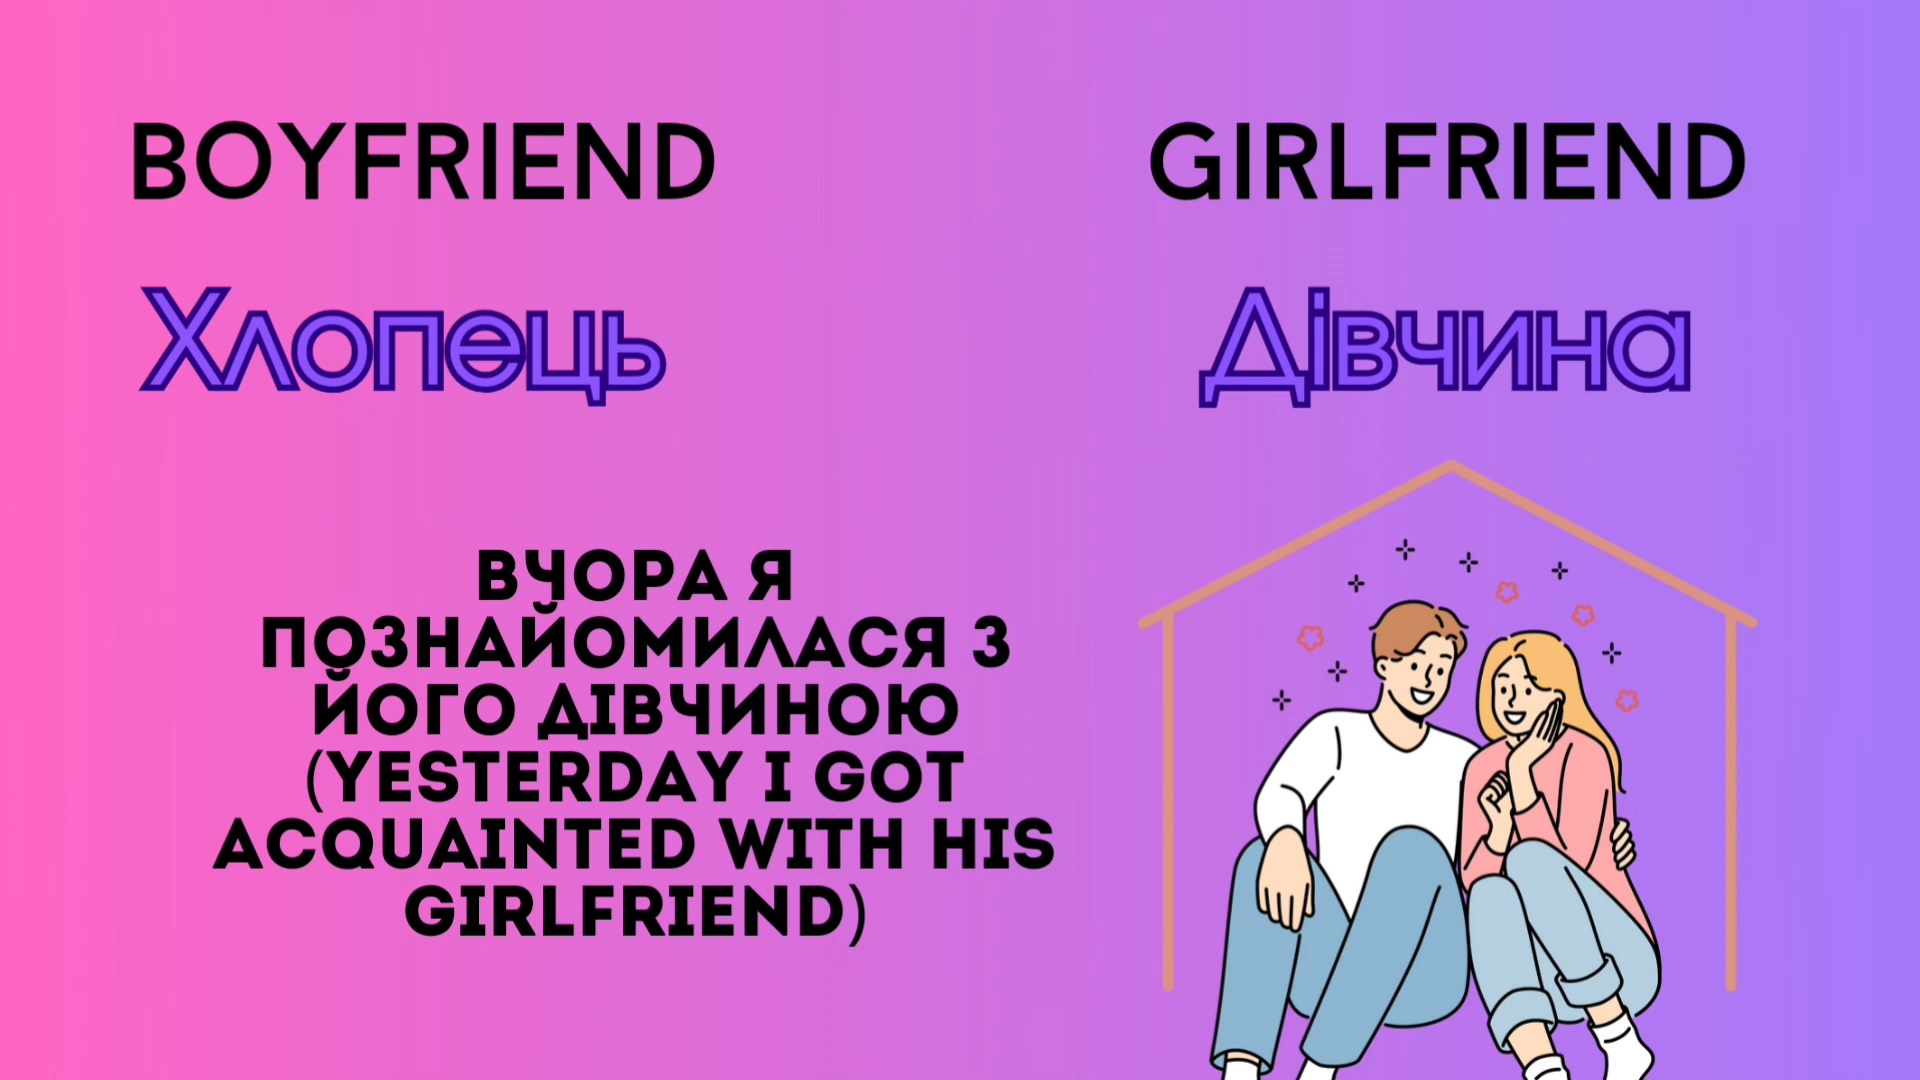 BOYFRIEND
GIRLFRIEND
Хлопець
Дівчина
ВЧОРА Я
ПОЗНАЙОМИЛАСЯ З
ЙОГО ДІВЧИНОЮ
(YESTERDAY I GOT
ACQUAINTED WITH HIS
GIRLFRIEND)